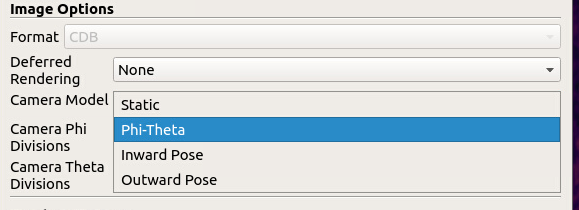 Image Options
Format CDB
Deferred
Rendering None
Camera Model
Static
Camera Phi
Divisions
Phi-Theta
Inward Pose
Camera Theta
Divisions
Outward Pose